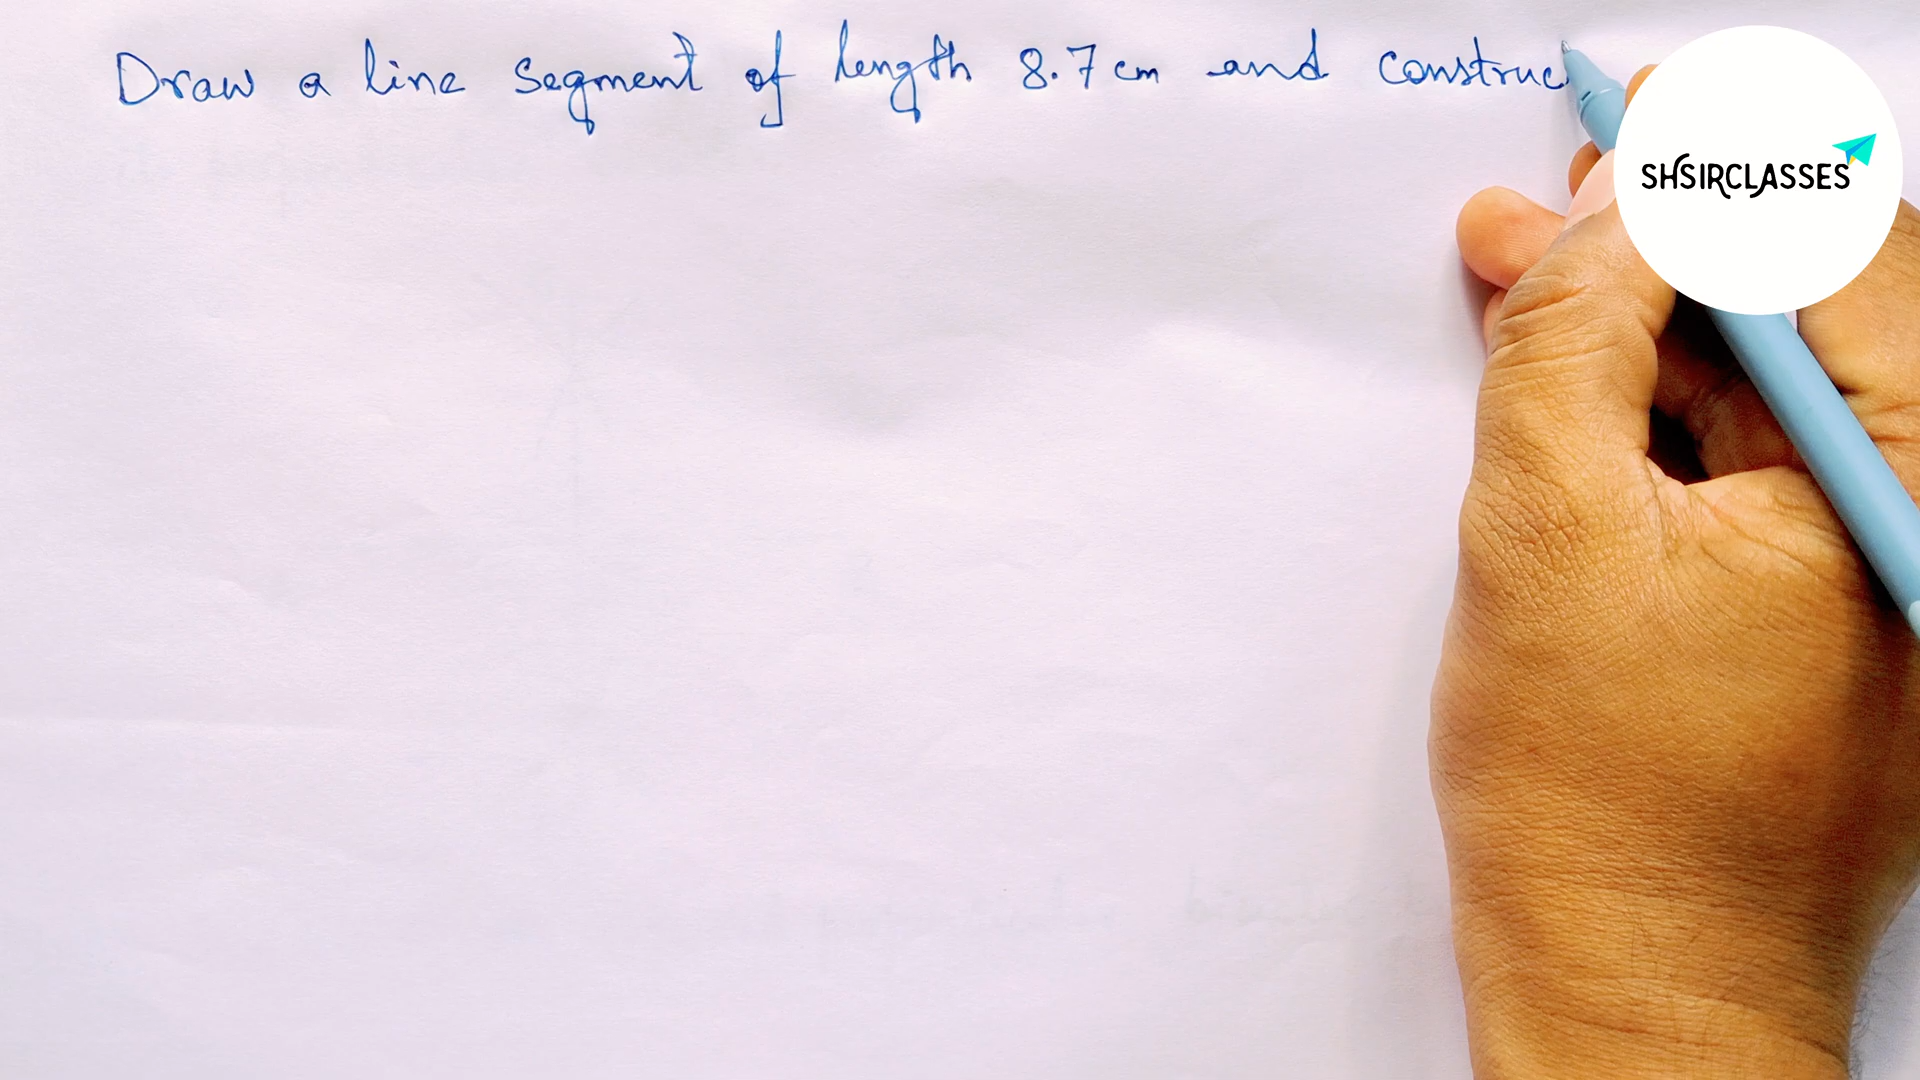 Draw a line segment of length 8.7 cm and construc
SHSIRCLASSES